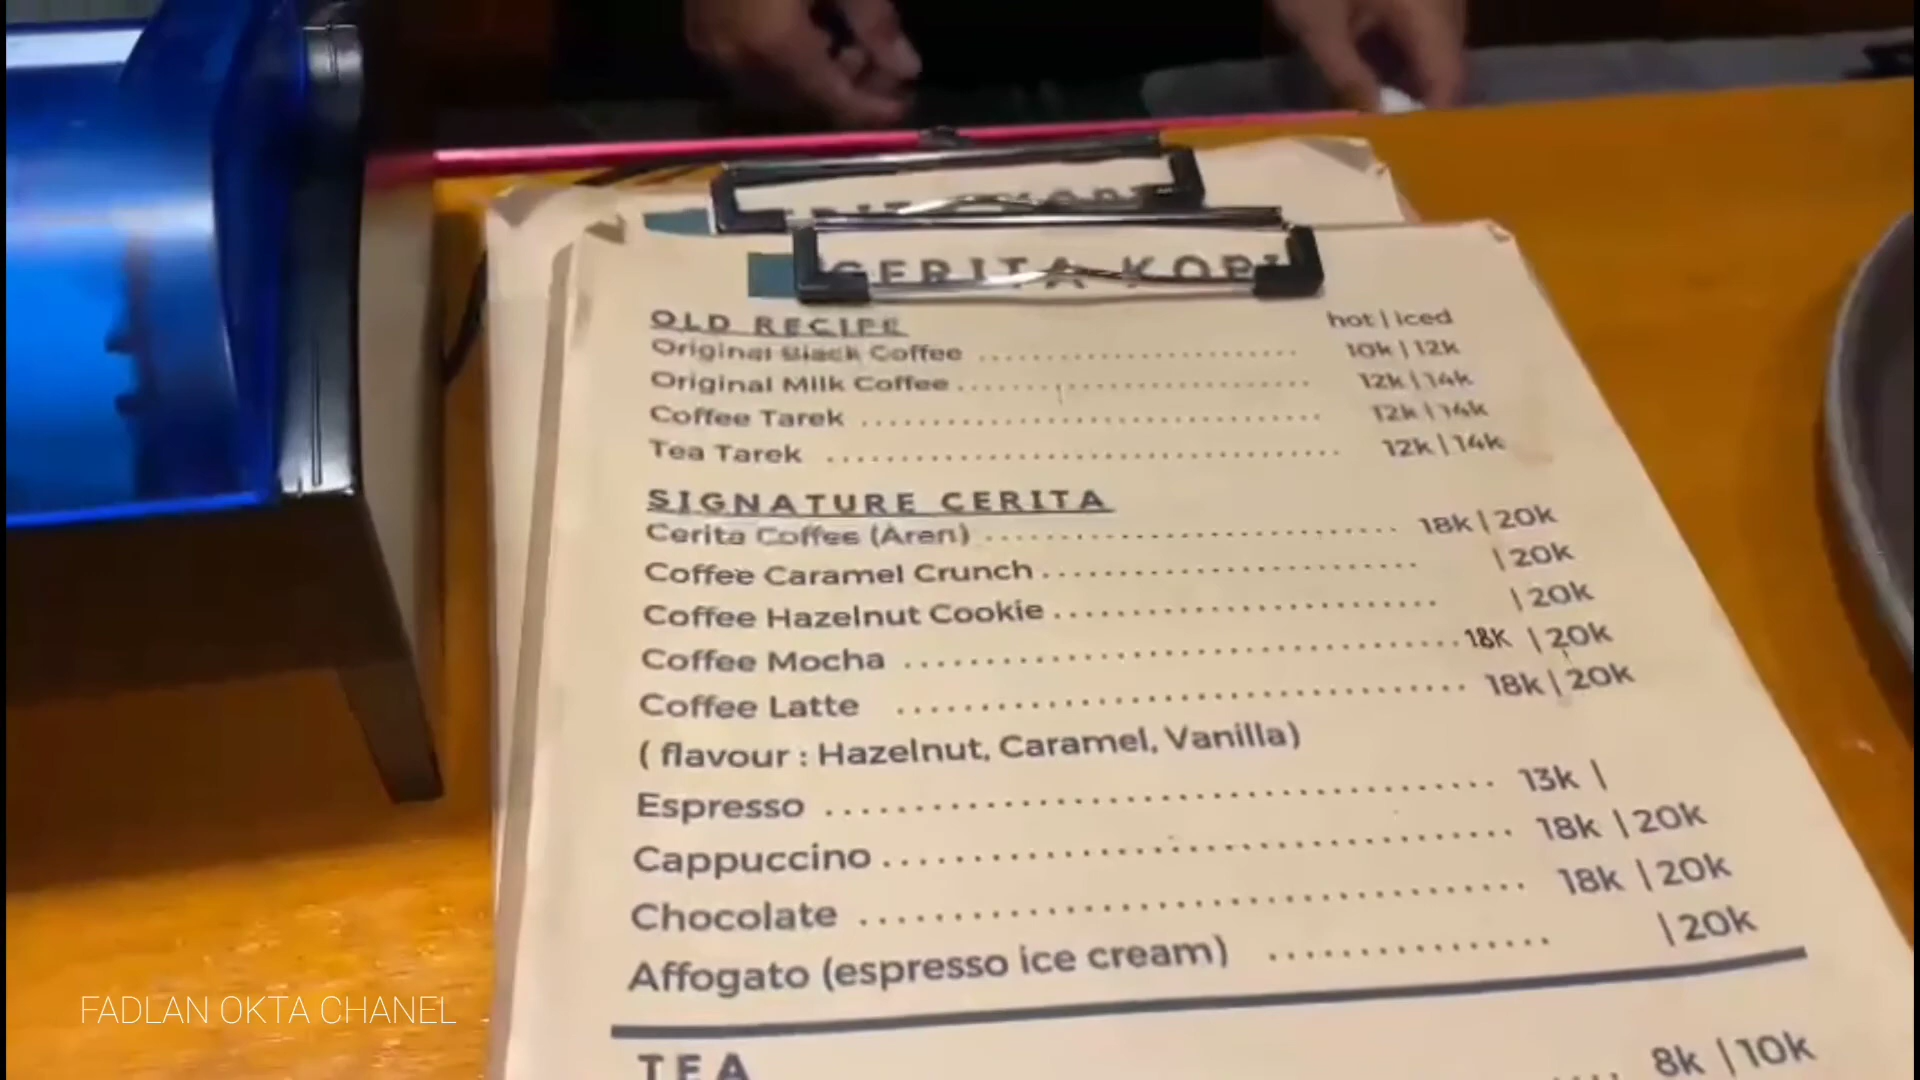 CERITA KOPI
OLD RECIPE hot | iced
Original Black Coffee 10k | 12k
Original Milk Coffee 12k | 14k
Coffee Tarek 12k | 14k
Tea Tarek 12k | 14k
SIGNATURE CERITA
Cerita Coffee (Aren) 18k | 20k
Coffee Caramel Crunch | 20k
Coffee Hazelnut Cookie | 20k
Coffee Mocha 18k | 20k
Coffee Latte 18k | 20k
( flavour : Hazelnut, Caramel, Vanilla)
Espresso 13k |
Cappuccino 18k | 20k
Chocolate 18k | 20k
Affogato (espresso ice cream) | 20k
TEA
8k | 10k
FADLAN OKTA CHANEL